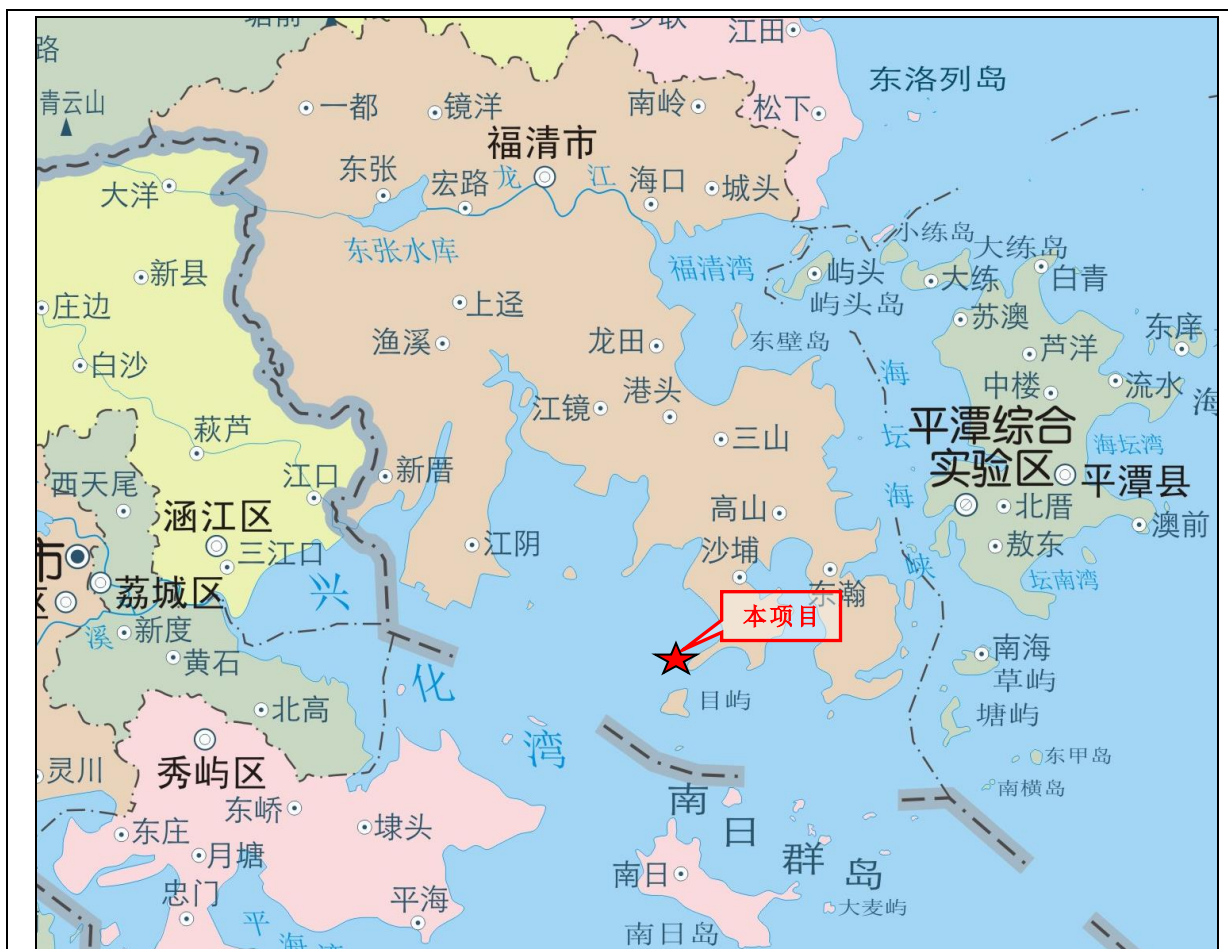 江田
东洛列岛
路
青云山
一都
镜洋
南岭
松下
福清市
东张
宏路
龙
江
海口
城头
大洋
东张水库
福清湾
小练岛
大练岛
新县
屿头
大练
白青
庄边
上迳
屿头岛
苏澳
渔溪
龙田
东壁岛
东庠
芦洋
白沙
海
中楼
流水
海
江镜
港头
萩芦
三山
坛
平潭综合
实验区
海坛湾
平潭县
西天尾
江口
新厝
海
高山
北厝
澳前
涵江区
三江口
江阴
沙埔
敖东
市
峡
坛南湾
荔城区
兴
东瀚
区
本项目
溪
新度
黄石
化
南海
草屿
目屿
塘屿
北高
湾
东甲岛
灵川
秀屿区
南横岛
南
日
群
岛
东峤
东庄
埭头
月塘
南日
忠门
平海
大麦屿
平
海
南日岛